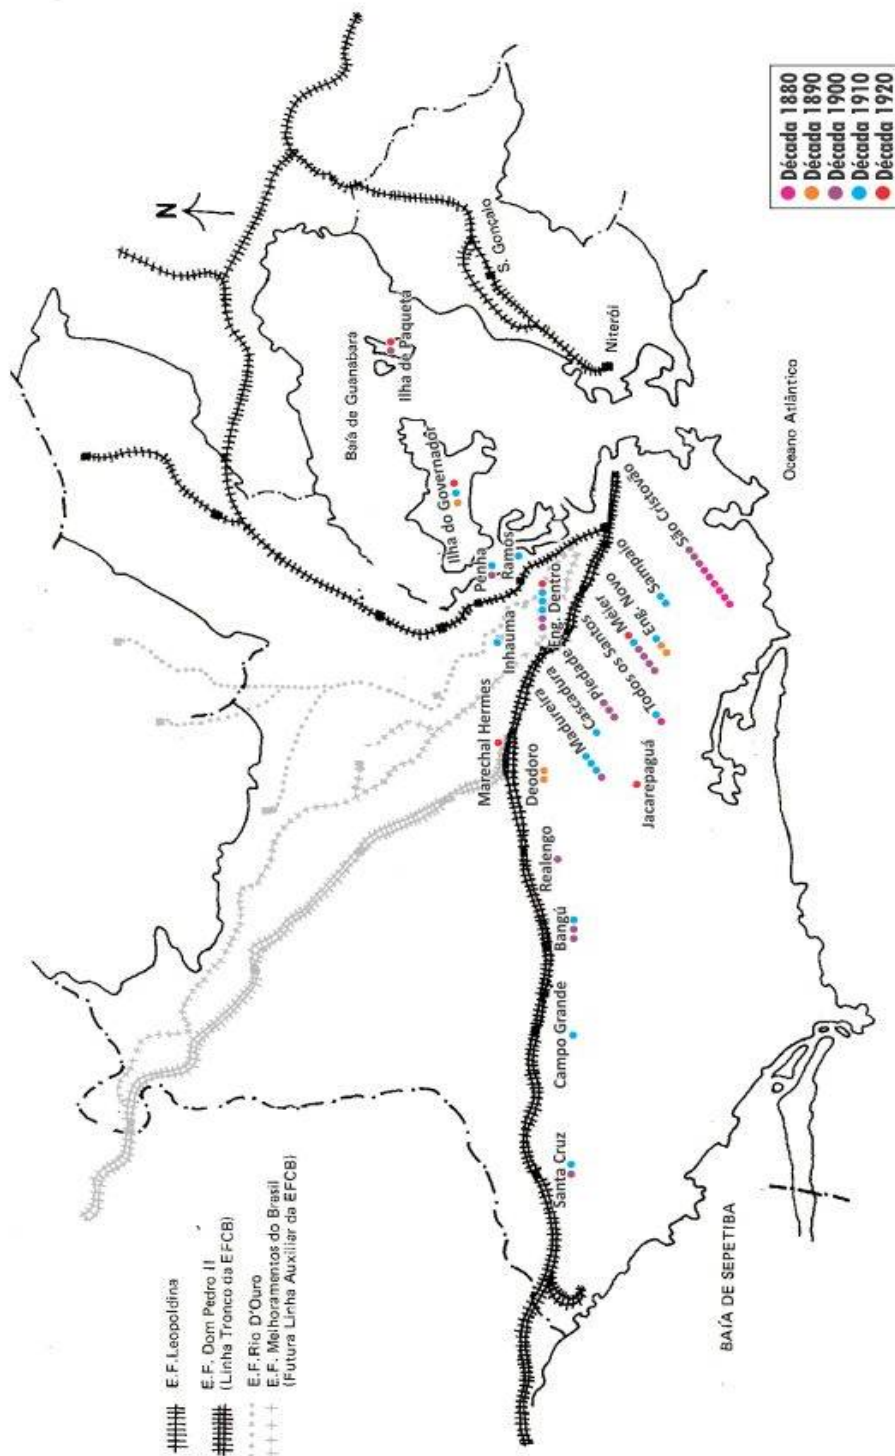 E.F.Leopoldina
E.F. Dom Pedro II
(Linha Tronco da EFCB)
E.F.Rio D'Ouro
E.F. Melhoramentos do Brasil
(Futura Linha Auxiliar da EFCB)
N
Baía de Guanabara
Ilha de Paquetá
S. Gonçalo
Niterói
Ilha do Governador
Penha
Ramos
Inhauma
Eng. Dentro
Marechal Hermes
Deodoro
Madureira
Cascadura
Piedade
Todos os Santos
Méier
Eng. Novo
Sampaio
São Cristovão
Jacarepaguá
Realengo
Bangú
Campo Grande
Santa Cruz
BAÍA DE SEPETIBA
Oceano Atlântico
Década 1880
Década 1890
Década 1900
Década 1910
Década 1920